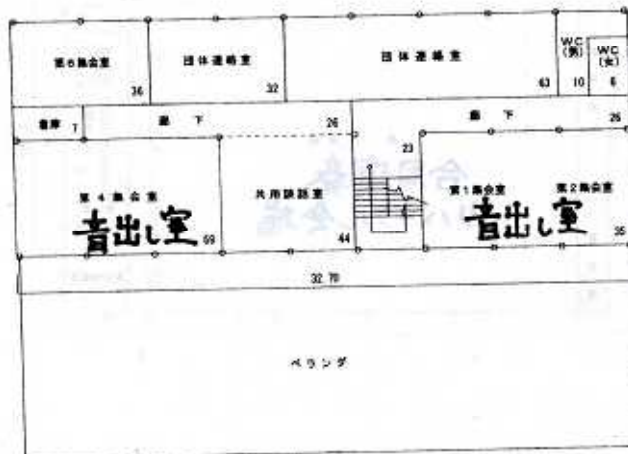 第6集会室
36
団体連絡室
32
団体連絡室
63
WC
(男)
10
WC
(女)
6
倉庫 7
廊下
26
廊下
26
23
第4集会室
音出し室
59
共用談話室
44
第1集会室
第2集会室
音出し室
35
32.70
ベランダ